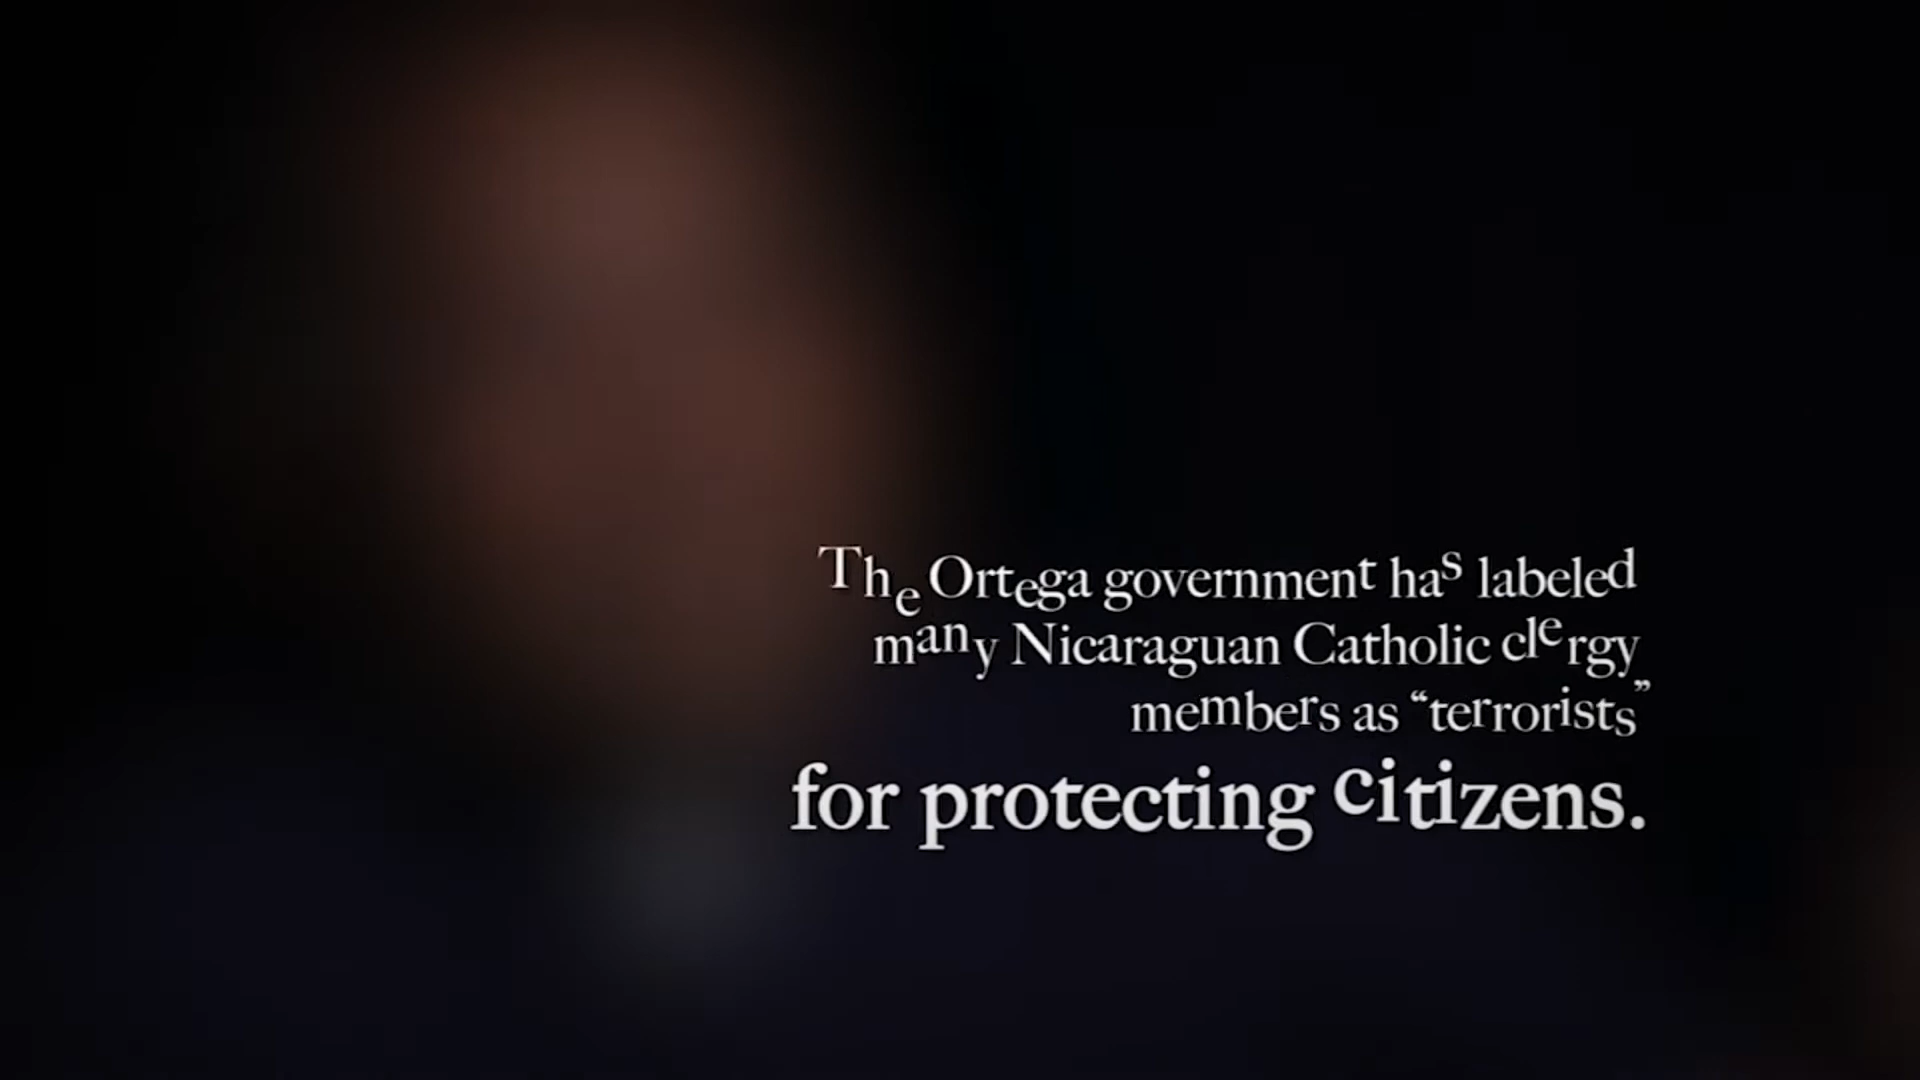 The Ortega government has labeled
many Nicaraguan Catholic clergy
members as “terrorists”
for protecting citizens.